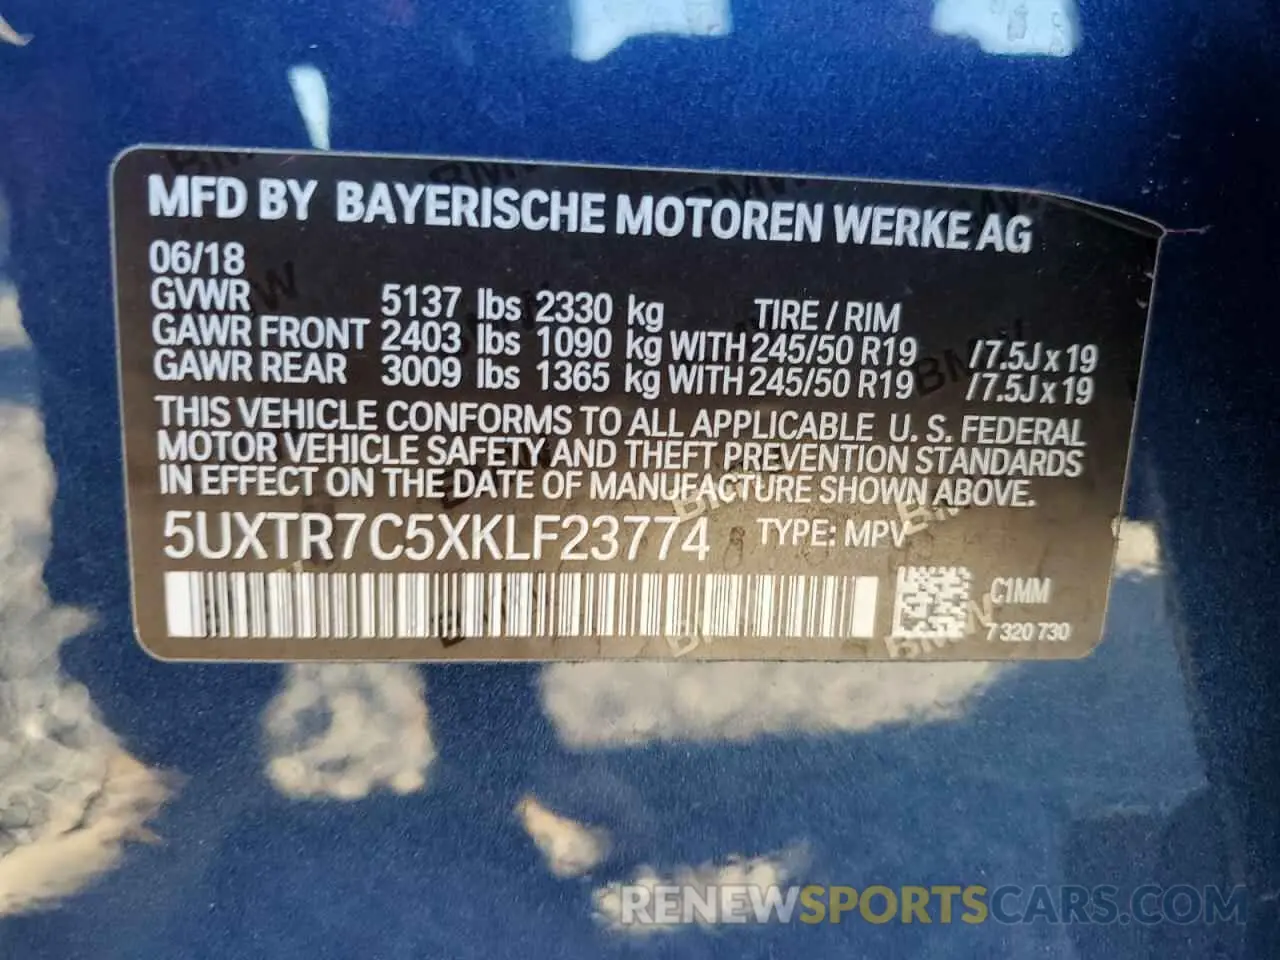 MFD BY BAYERISCHE MOTOREN WERKE AG
06/18
GVWR 5137 lbs 2330 kg TIRE / RIM
GAWR FRONT 2403 lbs 1090 kg WITH 245/50 R19 /7.5J x 19
GAWR REAR 3009 lbs 1365 kg WITH 245/50 R19 /7.5J x 19
THIS VEHICLE CONFORMS TO ALL APPLICABLE U. S. FEDERAL
MOTOR VEHICLE SAFETY AND THEFT PREVENTION STANDARDS
IN EFFECT ON THE DATE OF MANUFACTURE SHOWN ABOVE.
5UXTR7C5XKLF23774 TYPE: MPV
C1MM
7 320 730
RENEWSPORTSCARS.COM